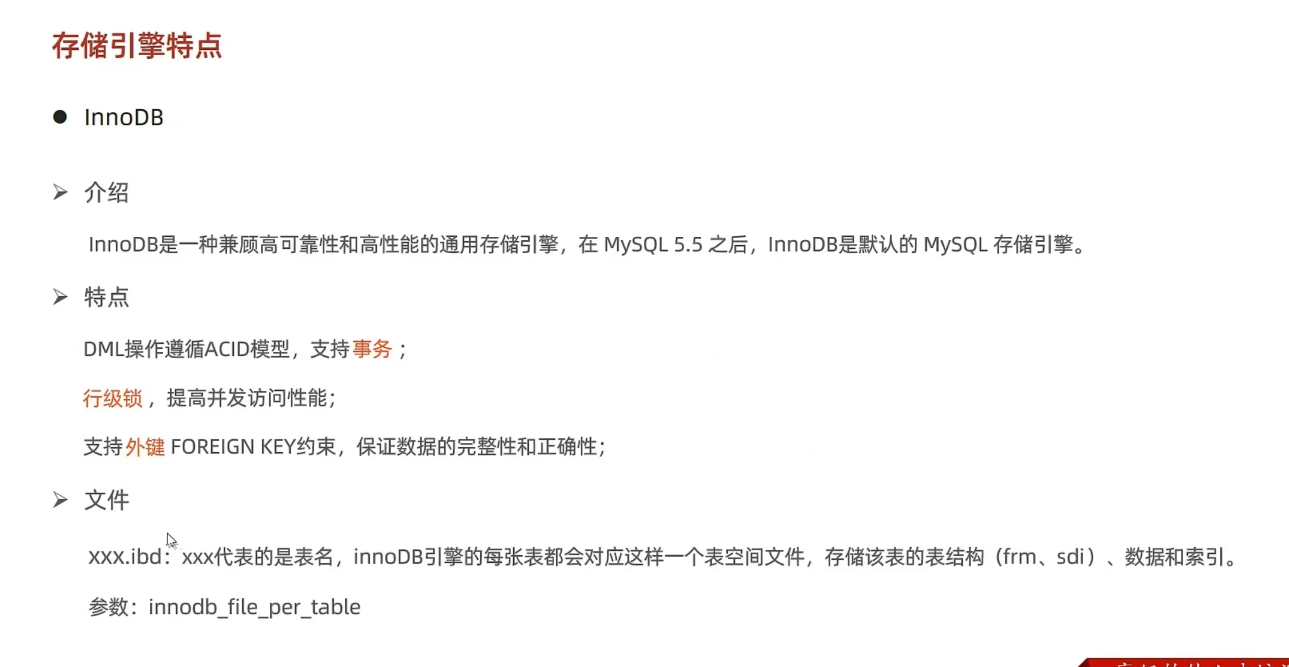 存储引擎特点
InnoDB
介绍
InnoDB是一种兼顾高可靠性和高性能的通用存储引擎，在 MySQL 5.5 之后，InnoDB是默认的 MySQL 存储引擎。
特点
DML操作遵循ACID模型，支持事务；
行级锁，提高并发访问性能；
支持外键 FOREIGN KEY约束，保证数据的完整性和正确性；
文件
xxx.ibd：xxx代表的是表名，innoDB引擎的每张表都会对应这样一个表空间文件，存储该表的表结构（frm、sdi）、数据和索引。
参数：innodb_file_per_table